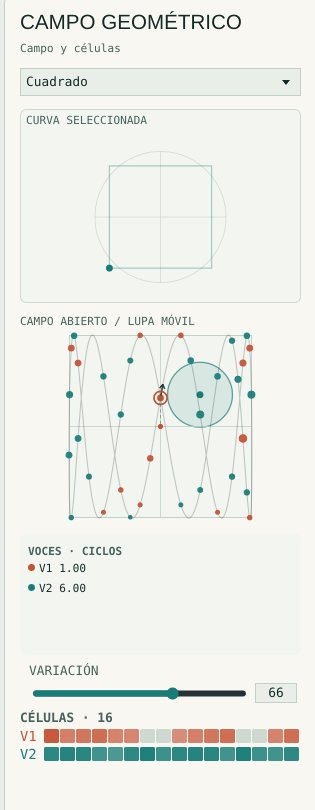 CAMPO GEOMÉTRICO
Campo y células
Cuadrado
CURVA SELECCIONADA
CAMPO ABIERTO / LUPA MÓVIL
VOCES · CICLOS
V1 1.00
V2 6.00
VARIACIÓN
66
CÉLULAS · 16
V1
V2